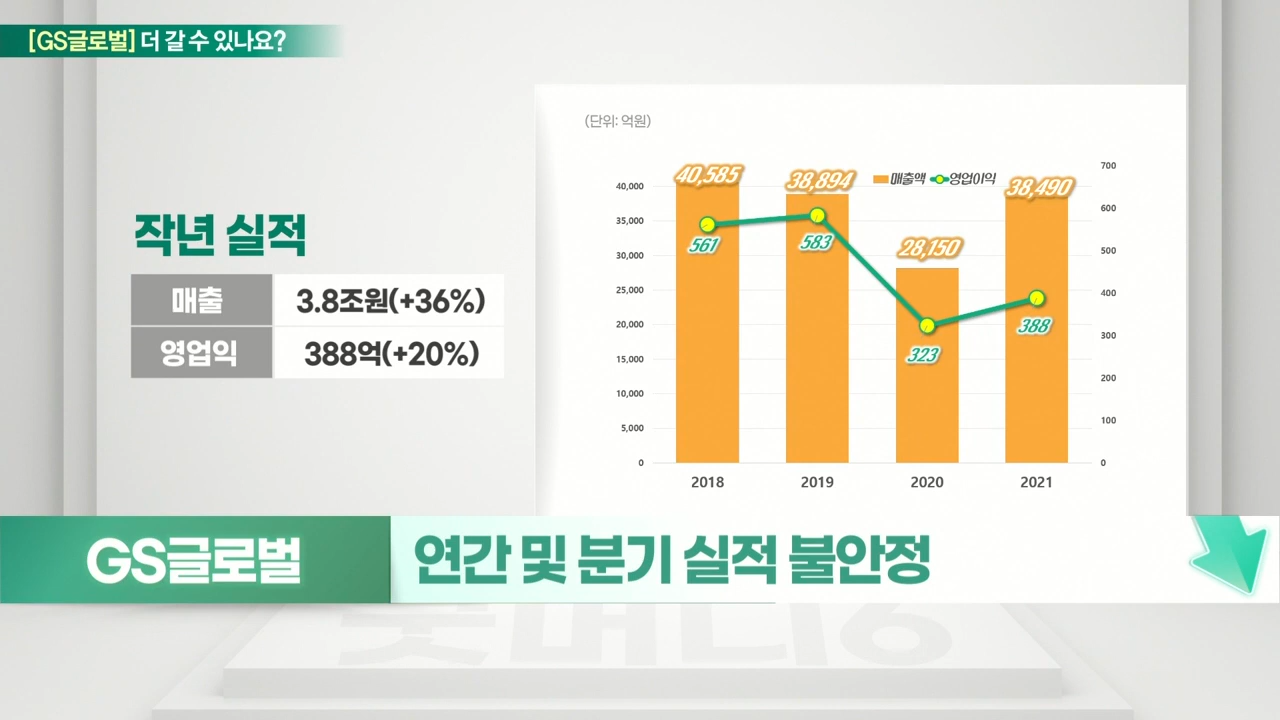 [GS글로벌] 더 갈 수 있나요?
(단위: 억원)
작년 실적
매출 3.8조원(+36%)
영업익 388억(+20%)
매출액 영업이익
40,585 38,894 28,150 38,490
561 583 323 388
40,000
35,000
30,000
25,000
20,000
15,000
10,000
5,000
0
700
600
500
400
300
200
100
0
2018 2019 2020 2021
GS글로벌 연간 및 분기 실적 불안정